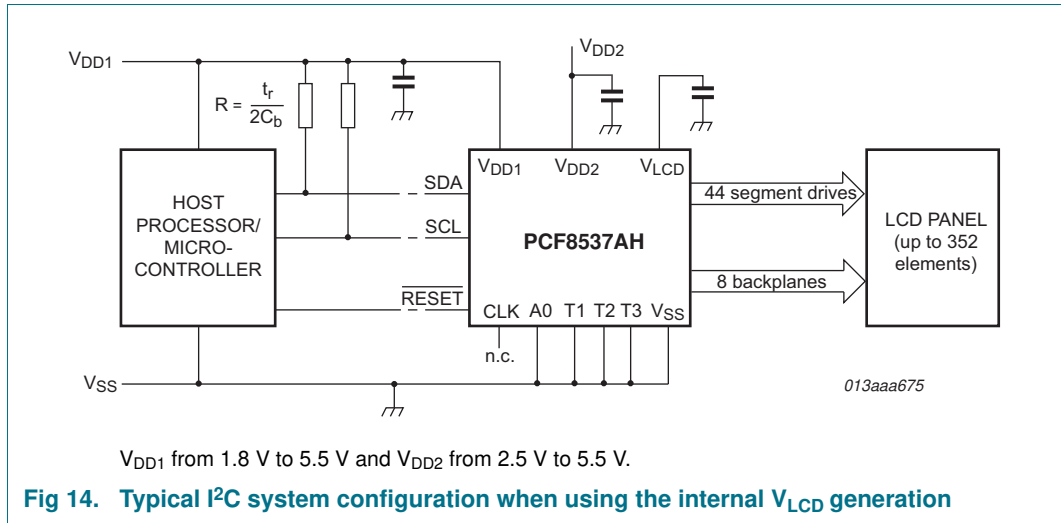 VDD1
VDD2
R = tr / 2Cb
VDD1 VDD2 VLCD
HOST
PROCESSOR/
MICRO-
CONTROLLER
SDA
SCL
RESET
PCF8537AH
CLK A0 T1 T2 T3 VSS
n.c.
44 segment drives
8 backplanes
LCD PANEL
(up to 352
elements)
VSS
013aaa675
VDD1 from 1.8 V to 5.5 V and VDD2 from 2.5 V to 5.5 V.
Fig 14. Typical I2C system configuration when using the internal VLCD generation